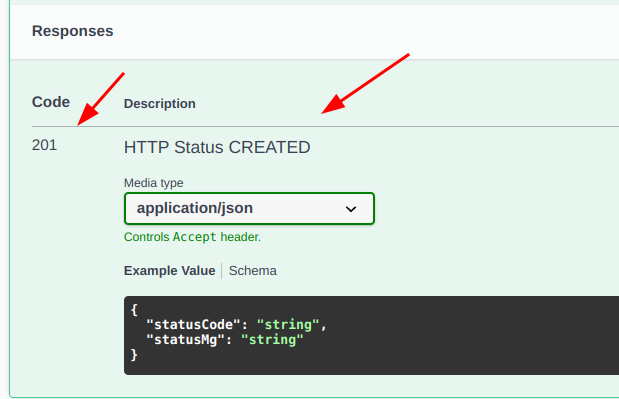 Responses
Code Description
201 HTTP Status CREATED
Media type
application/json
Controls Accept header.
Example Value Schema
{
"statusCode": "string",
"statusMg": "string"
}